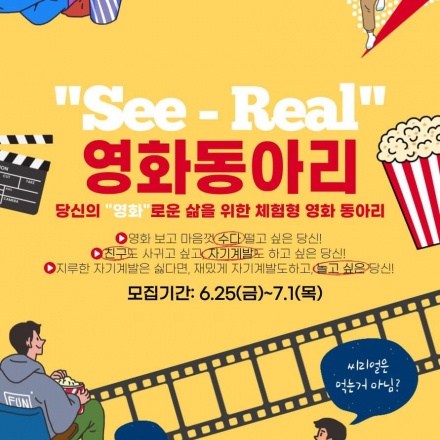 "See - Real"
영화동아리
당신의 "영화"로운 삶을 위한 체험형 영화 동아리
영화 보고 마음껏 수다 떨고 싶은 당신!
친구도 사귀고 싶고, 자기계발도 하고 싶은 당신!
지루한 자기계발은 싫다면, 재밌게 자기계발도하고, 놀고 싶은 당신!
모집기간: 6.25(금)~7.1(목)
씨리얼은
먹는거 아님?
FUN